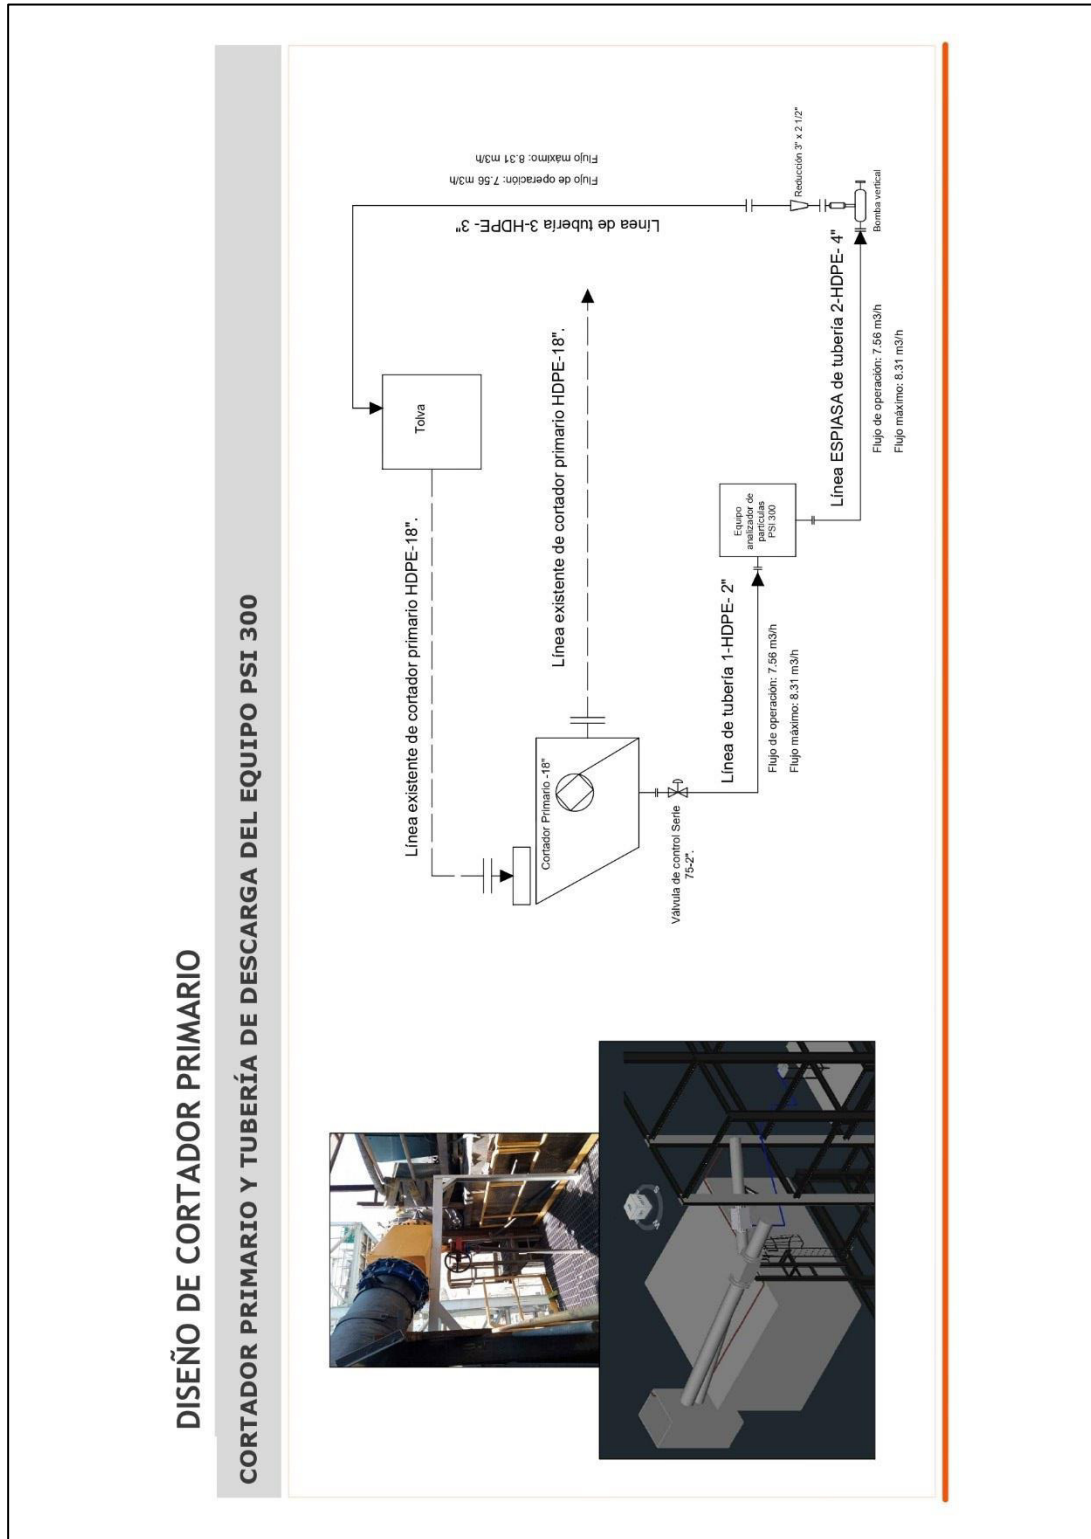 DISEÑO DE CORTADOR PRIMARIO
CORTADOR PRIMARIO Y TUBERÍA DE DESCARGA DEL EQUIPO PSI 300
Flujo máximo: 8.31 m3/h
Flujo de operación: 7.56 m3/h
Línea de tubería 3-HDPE- 3"
Tolva
Línea existente de cortador primario HDPE-18".
Línea existente de cortador primario HDPE-18".
Cortador Primario -18"
Válvula de control Serie
75-2".
Línea de tubería 1-HDPE- 2"
Flujo de operación: 7.56 m3/h
Flujo máximo: 8.31 m3/h
Equipo
analizador de
partículas
PSI 300
Línea ESPIASA de tubería 2-HDPE- 4"
Flujo de operación: 7.56 m3/h
Flujo máximo: 8.31 m3/h
Reducción 3" x 2 1/2"
Bomba vertical